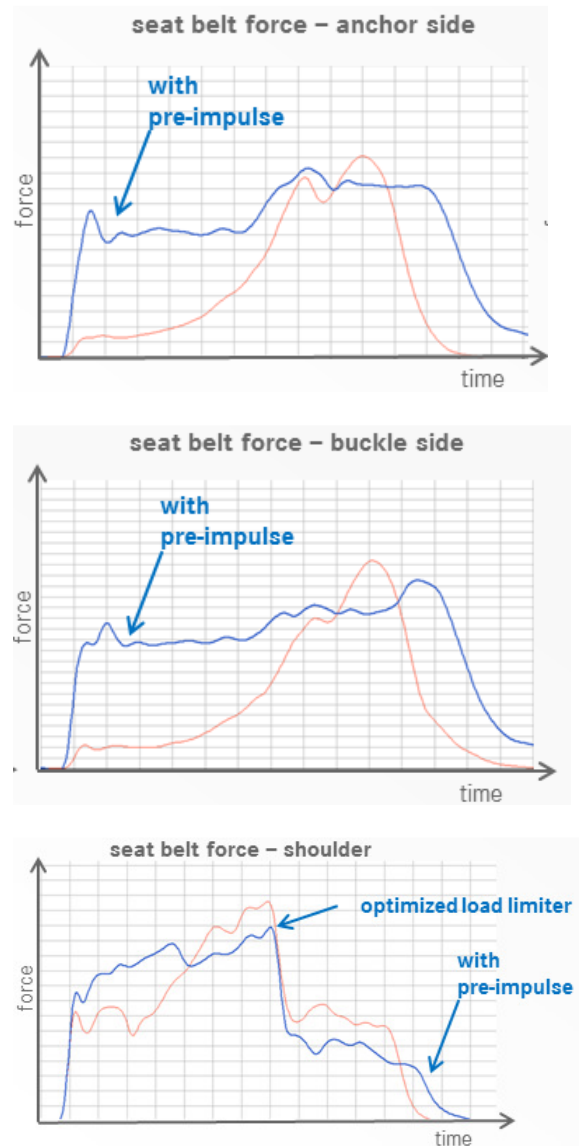 seat belt force – anchor side
with
pre-impulse
force
time
seat belt force – buckle side
with
pre-impulse
force
time
seat belt force – shoulder
optimized load limiter
with
pre-impulse
force
time